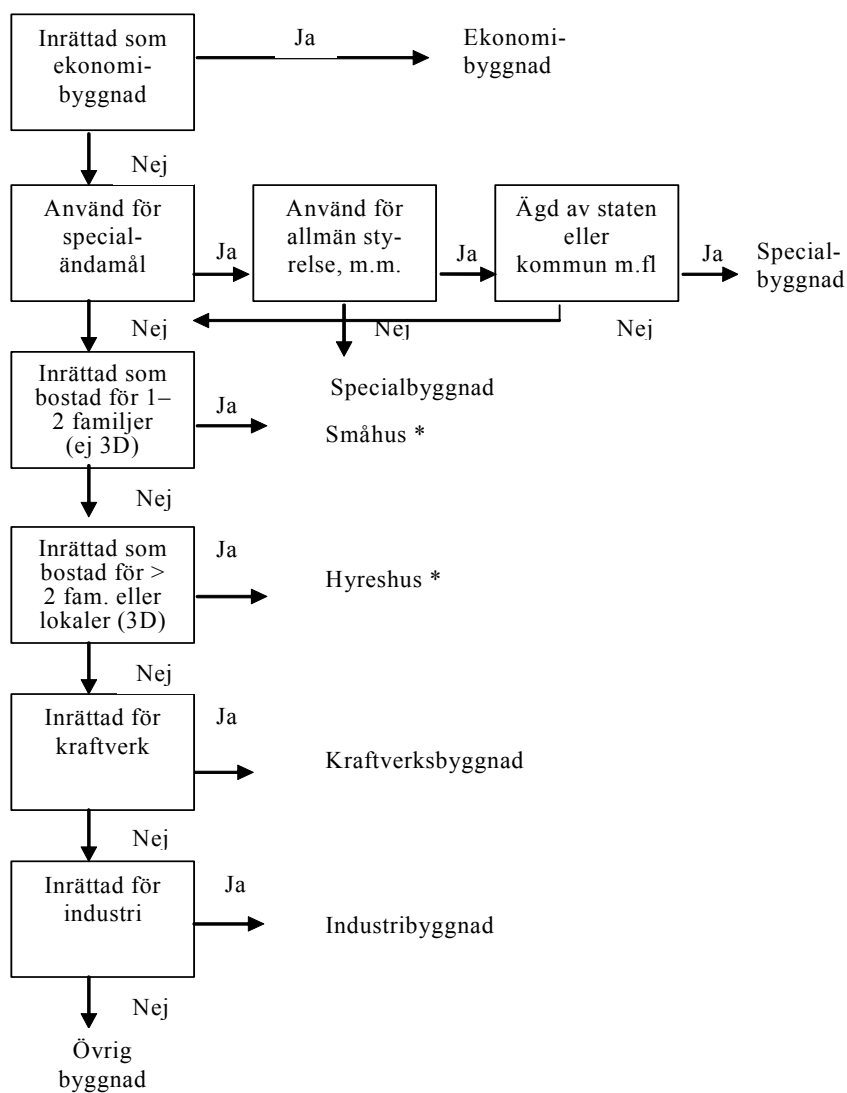 Inrättad som
ekonomi-
byggnad
Ja
Ekonomi-
byggnad
Nej
Använd för
special-
ändamål
Ja
Använd för
allmän sty-
relse, m.m.
Ja
Ägd av staten
eller
kommun m.fl
Ja
Special-
byggnad
Nej
Nej
Nej
Specialbyggnad
Inrättad som
bostad för 1–
2 familjer
(ej 3D)
Ja
Småhus *
Nej
Inrättad som
bostad för >
2 fam. eller
lokaler (3D)
Ja
Hyreshus *
Nej
Inrättad för
kraftverk
Ja
Kraftverksbyggnad
Nej
Inrättad för
industri
Ja
Industribyggnad
Nej
Övrig
byggnad